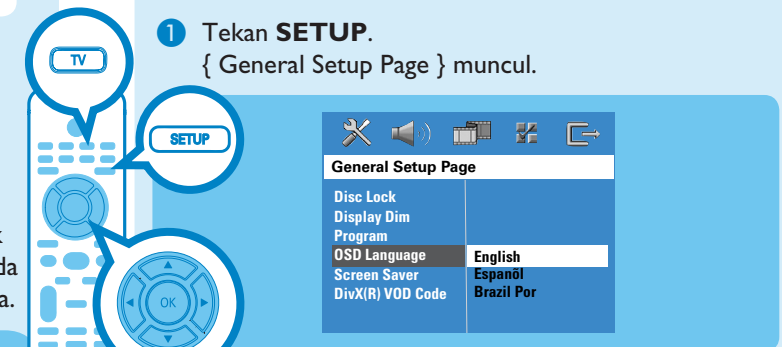 1 Tekan SETUP.
{ General Setup Page } muncul.
TV
SETUP
OK
da
a.
General Setup Page
Disc Lock
Display Dim
Program
OSD Language
Screen Saver
DivX(R) VOD Code
English
Espanõl
Brazil Por